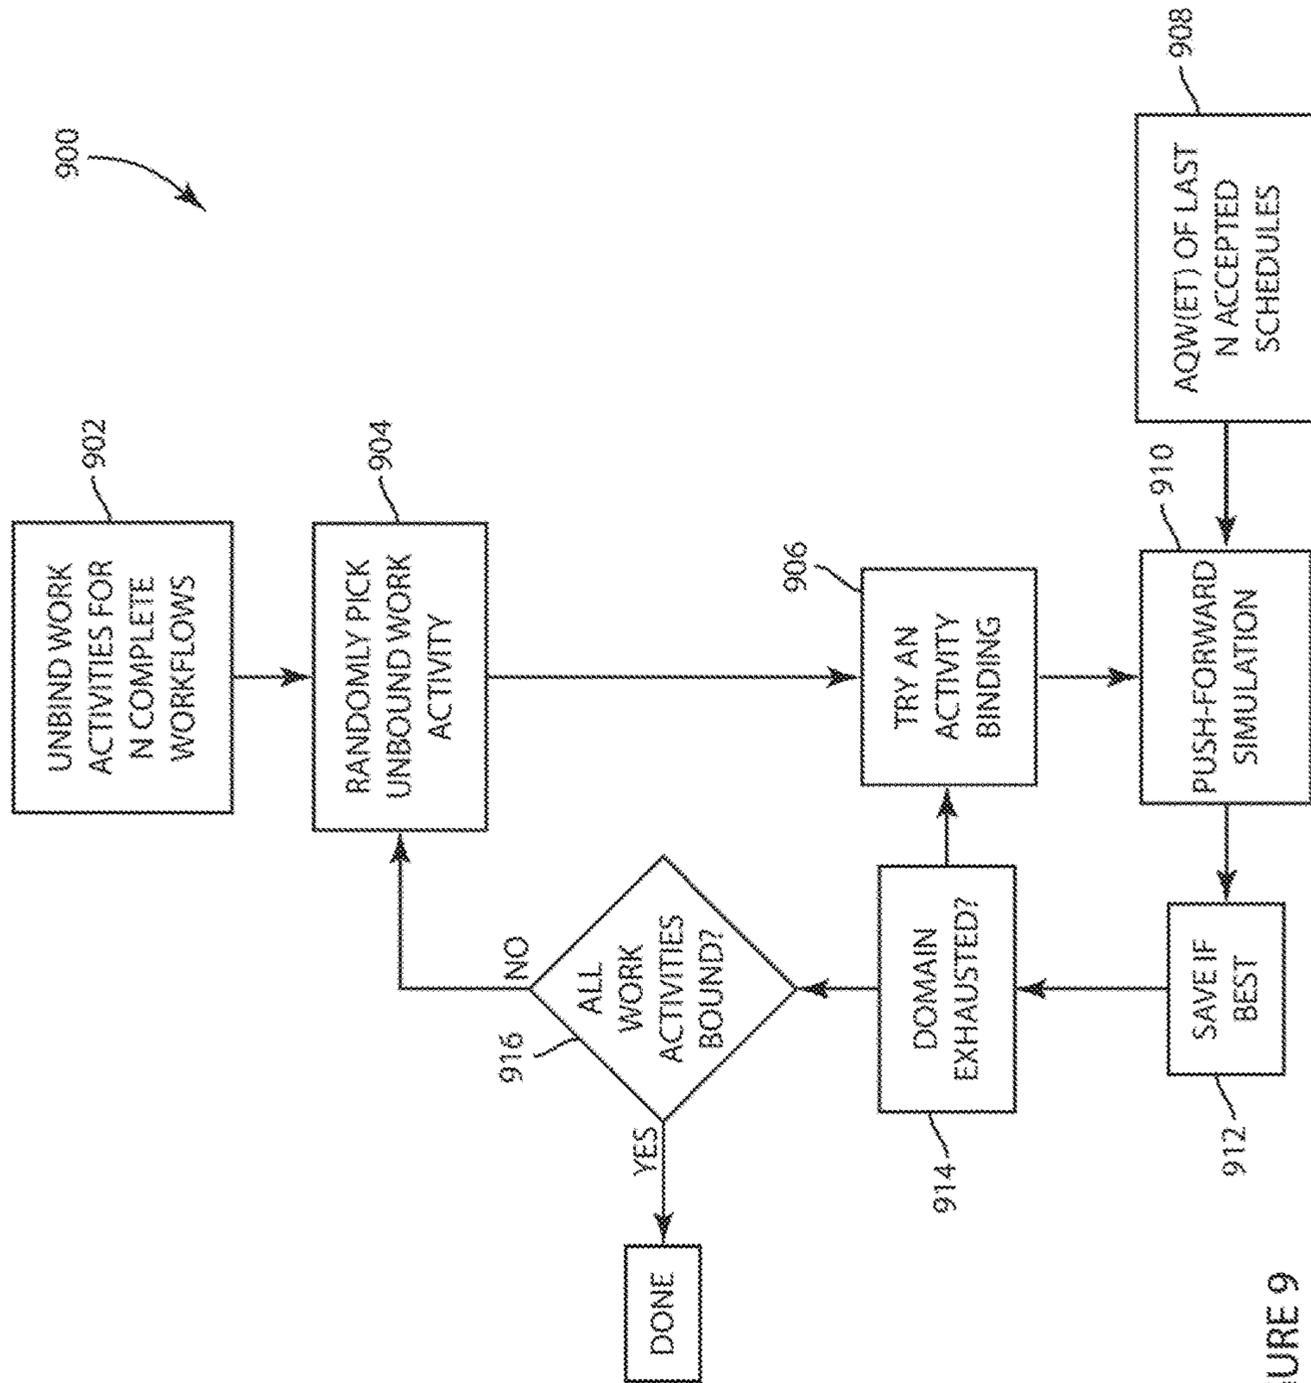 900
902
UNBIND WORK
ACTIVITIES FOR
N COMPLETE
WORKFLOWS
904
RANDOMLY PICK
UNBOUND WORK
ACTIVITY
906
TRY AN
ACTIVITY
BINDING
908
AQW(ET) OF LAST
N ACCEPTED
SCHEDULES
910
PUSH-FORWARD
SIMULATION
912
SAVE IF
BEST
914
DOMAIN
EXHAUSTED?
916
ALL
WORK
ACTIVITIES
BOUND?
NO
YES
DONE
URE 9